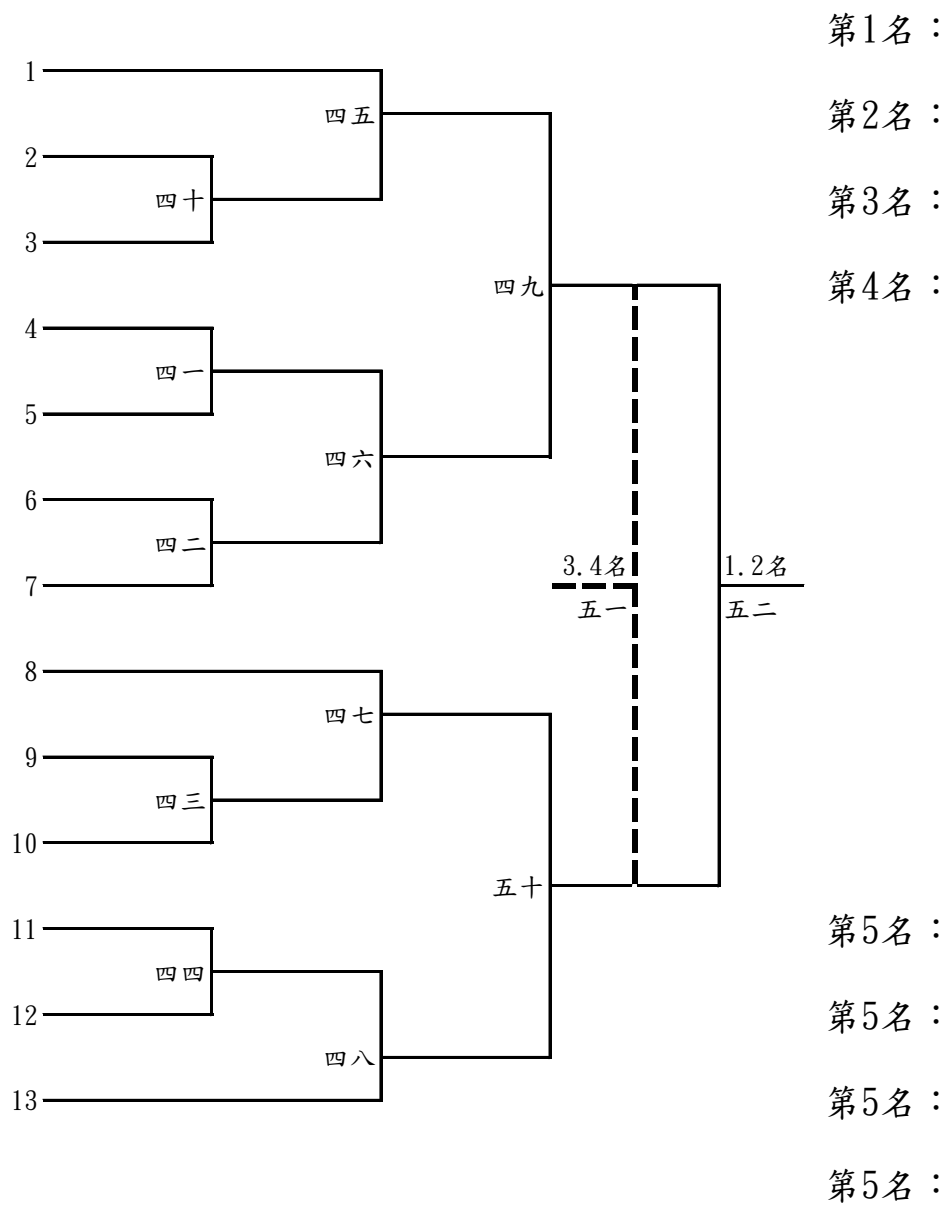 第1名：
1
四五
第2名：
2
四十
第3名：
3
四九
第4名：
4
四一
5
四六
6
四二
3.4名
1.2名
7
五一
五二
8
四七
9
四三
10
五十
11
第5名：
四四
12
第5名：
四八
13
第5名：
第5名：